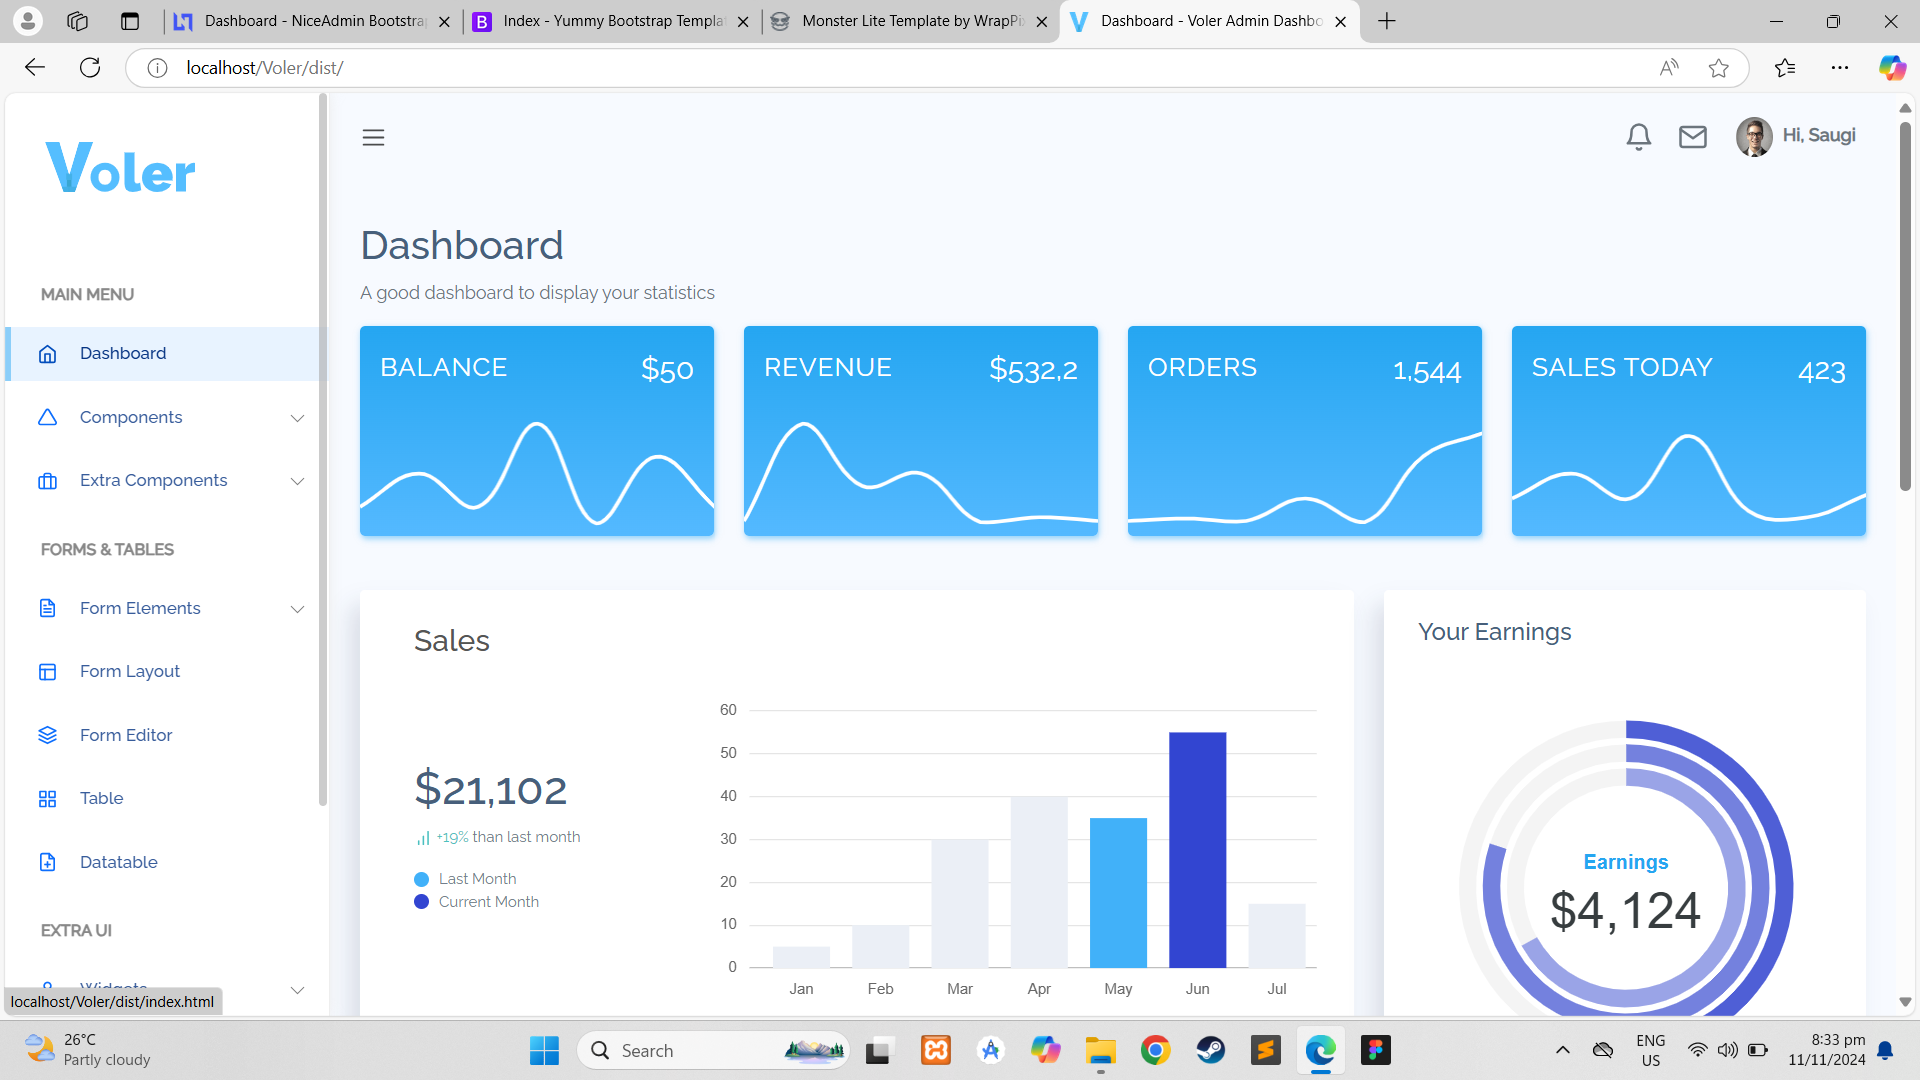 Dashboard - NiceAdmin Bootstrap
Index - Yummy Bootstrap Templat
Monster Lite Template by WrapPix
Dashboard - Voler Admin Dashbo
localhost/Voler/dist/
Voler
Hi, Saugi
MAIN MENU
Dashboard
Components
Extra Components
FORMS & TABLES
Form Elements
Form Layout
Form Editor
Table
Datatable
EXTRA UI
Widgets
localhost/Voler/dist/index.html
Dashboard
A good dashboard to display your statistics
BALANCE
$50
REVENUE
$532,2
ORDERS
1,544
SALES TODAY
423
Sales
$21,102
+19% than last month
Last Month
Current Month
60
50
40
30
20
10
0
Jan Feb Mar Apr May Jun Jul
Your Earnings
Earnings
$4,124
26°C
Partly cloudy
Search
ENG
US
8:33 pm
11/11/2024